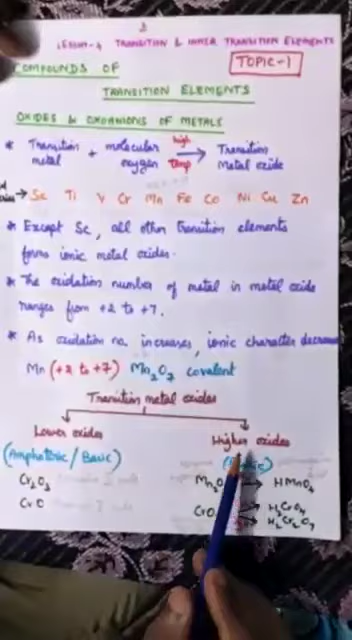 LESSON-4 TRANSITION & INNER TRANSITION ELEMENTS
TOPIC-1
COMPOUNDS OF
TRANSITION ELEMENTS
OXIDES & OXOANIONS OF METALS
* Transition metal + molecular oxygen high Temp → Transition metal oxide
→ Sc Ti V Cr Mn Fe Co Ni Cu Zn
* Except Sc, all other transition elements
forms ionic metal oxides.
* The oxidation number of metal in metal oxide
ranges from +2 to +7.
* As oxidation no. increases, ionic character decreases
Mn (+2 to +7) Mn2O7 covalent
Transition metal oxides
Lower oxides Higher oxides
(Amphoteric / Basic)
Cr2O3 → HMnO4
CrO → H2CrO4
→ H2Cr2O7